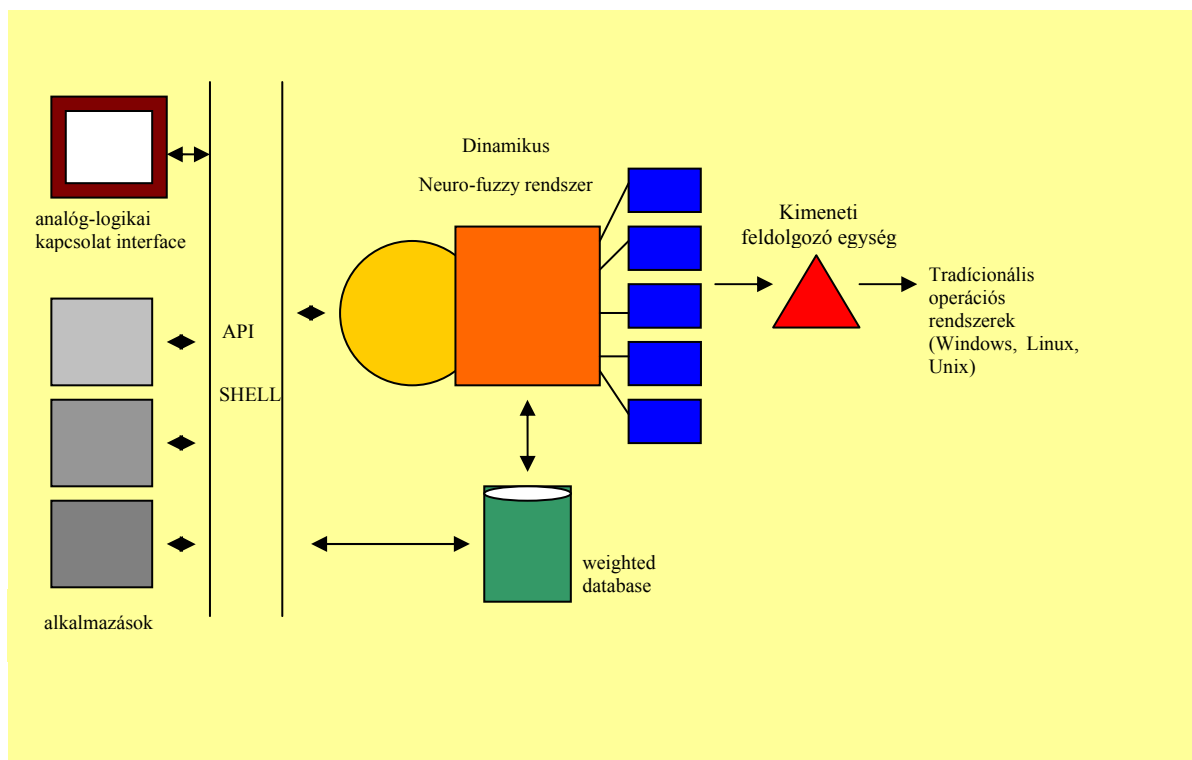 Dinamikus
Neuro-fuzzy rendszer
analóg-logikai
kapcsolat interface
Kimeneti
feldolgozó egység
Tradícionális
operációs
rendszerek
(Windows, Linux,
Unix)
API
SHELL
weighted
database
alkalmazások